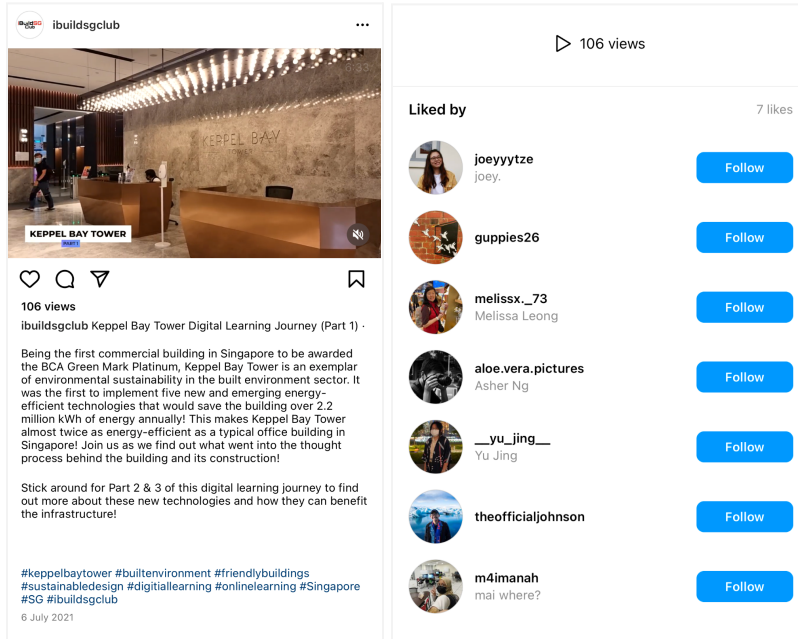 iBuildSG
Club
ibuildsgclub
6:33
KEPPEL BAY
TOWER
KEPPEL BAY TOWER
PART 1
106 views
ibuildsgclub Keppel Bay Tower Digital Learning Journey (Part 1) ·
Being the first commercial building in Singapore to be awarded
the BCA Green Mark Platinum, Keppel Bay Tower is an exemplar
of environmental sustainability in the built environment sector. It
was the first to implement five new and emerging energy-
efficient technologies that would save the building over 2.2
million kWh of energy annually! This makes Keppel Bay Tower
almost twice as energy-efficient as a typical office building in
Singapore! Join us as we find out what went into the thought
process behind the building and its construction!
Stick around for Part 2 & 3 of this digital learning journey to find
out more about these new technologies and how they can benefit
the infrastructure!
#keppelbaytower #builtenvironment #friendlybuildings
#sustainabledesign #digitiallearning #onlinelearning #Singapore
#SG #ibuildsgclub
6 July 2021
106 views
Liked by
7 likes
joeyyytze
joey.
Follow
guppies26
Follow
melissx._73
Melissa Leong
Follow
aloe.vera.pictures
Asher Ng
Follow
__yu_jing__
Yu Jing
Follow
theofficialjohnson
Follow
m4imanah
mai where?
Follow